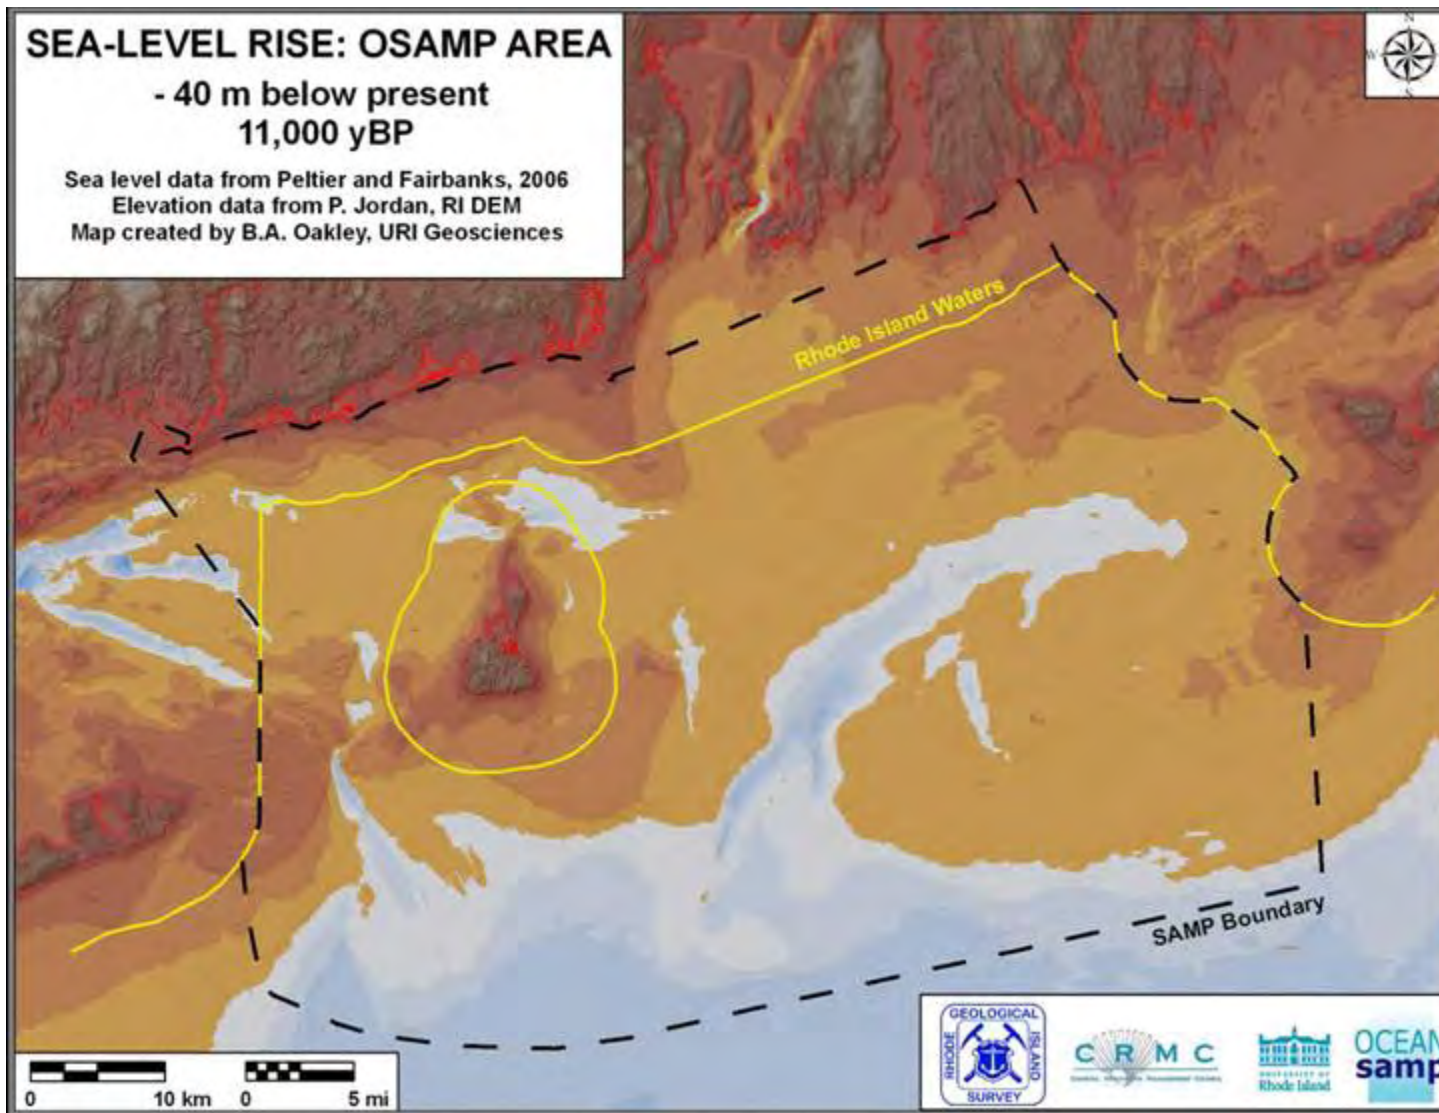 SEA-LEVEL RISE: OSAMP AREA
- 40 m below present
11,000 yBP
Sea level data from Peltier and Fairbanks, 2006
Elevation data from P. Jordan, RI DEM
Map created by B.A. Oakley, URI Geosciences
N
W
S
Rhode Island Waters
SAMP Boundary
0 10 km 0 5 mi
RHODE
GEOLOGICAL
ISLAND
SURVEY
C R M C
UNIVERSITY OF
Rhode Island
OCEAN
samp